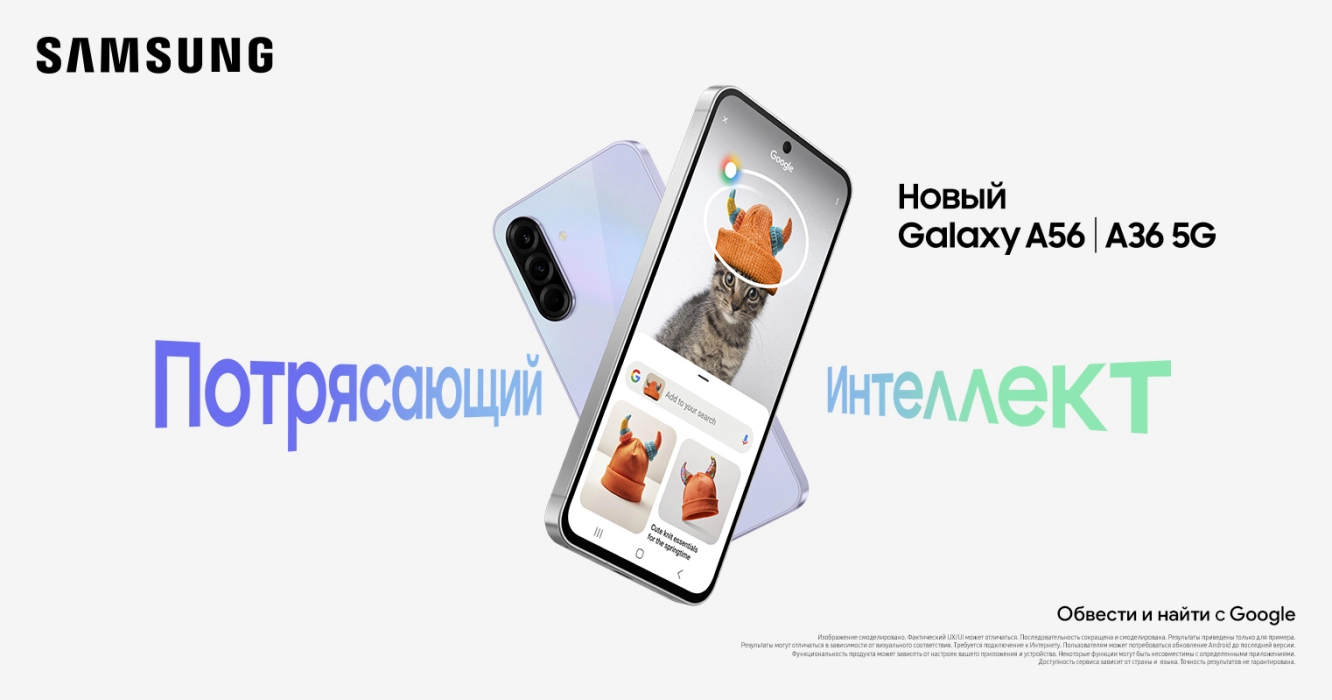 SAMSUNG
Новый
Galaxy A56 | A36 5G
Потрясающий
Интеллект
Google
Add to your search
Cute knit essentials
for the springtime
Обвести и найти с Google
Изображение смоделировано. Фактический UX/UI может отличаться. Последовательность сокращена и смоделирована. Результаты приведены только для примера.
Результаты могут отличаться в зависимости от визуального соответствия. Требуется подключение к Интернету. Пользователям может потребоваться обновление Android до последней версии.
Функциональность продукта может зависеть от настроек вашего приложения и устройства. Некоторые функции могут быть несовместимы с определенными приложениями.
Доступность сервиса зависит от страны и языка. Точность результатов не гарантирована.